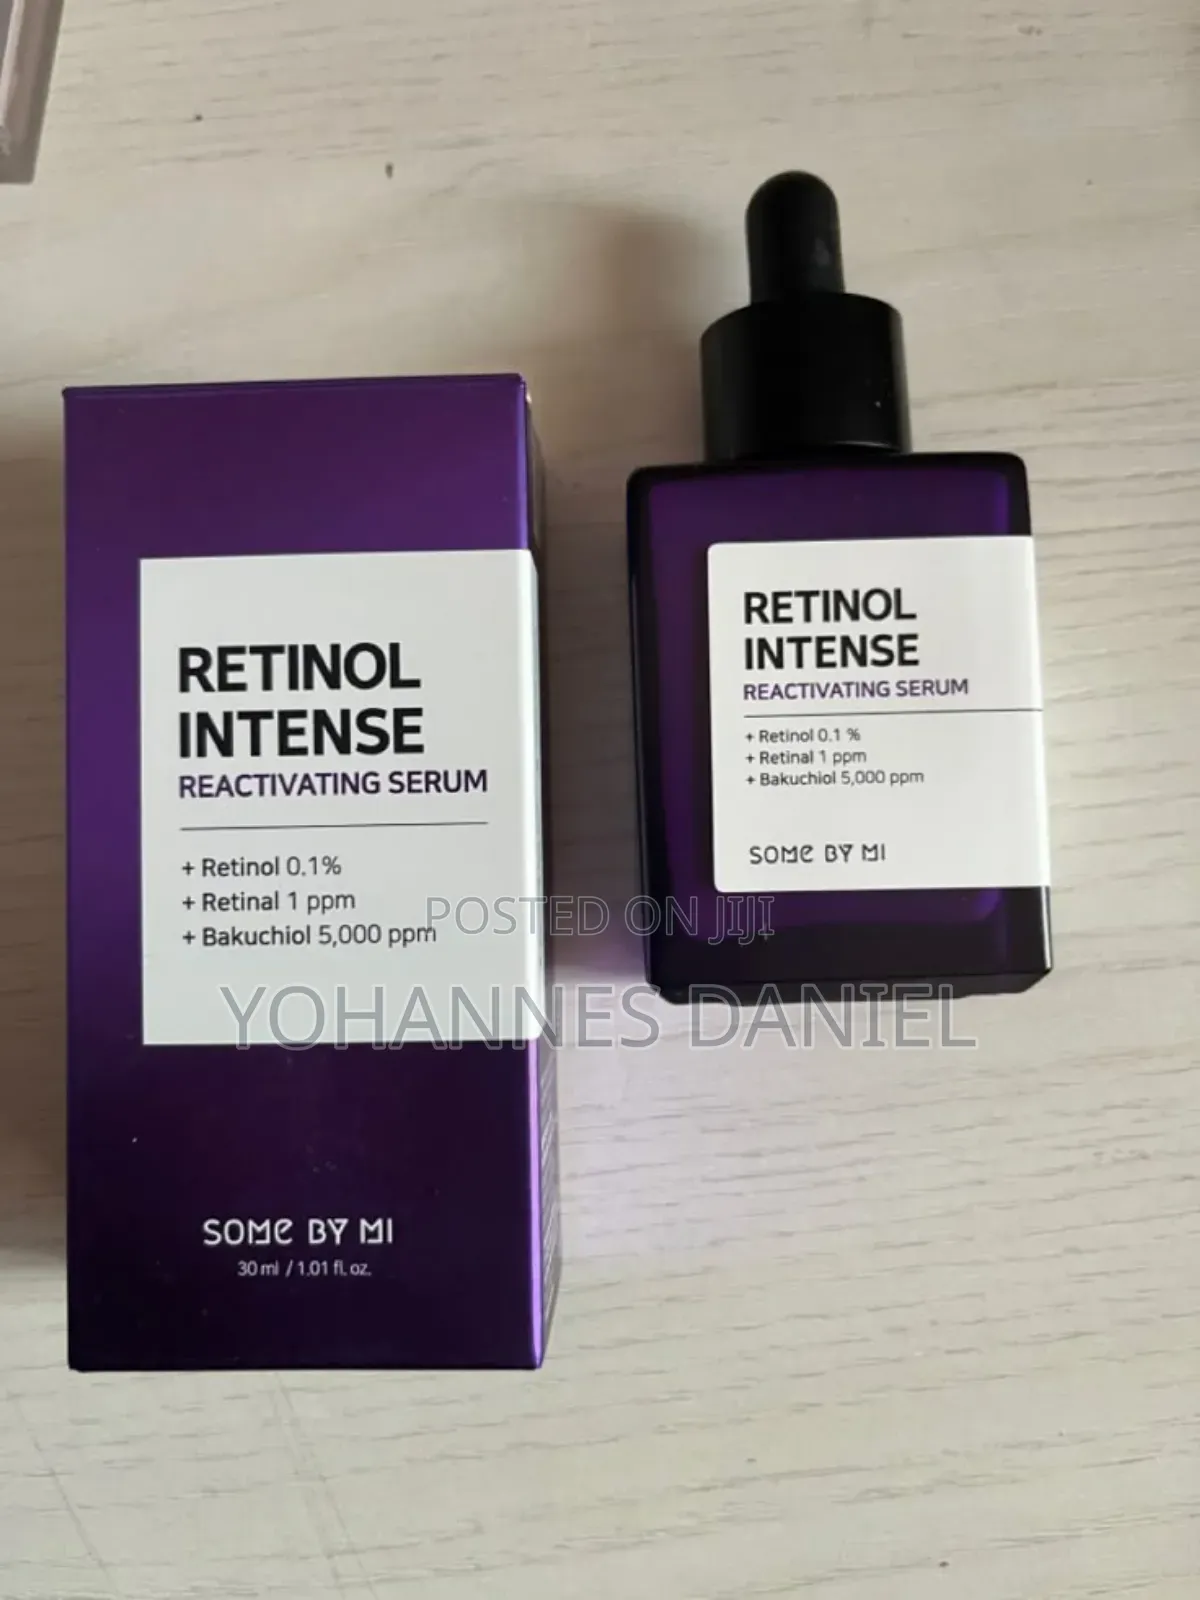 RETINOL
INTENSE
REACTIVATING SERUM
+ Retinol 0.1%
+ Retinal 1 ppm
+ Bakuchiol 5,000 ppm
SOME BY MI
30 ml / 1.01 fl. oz.
RETINOL
INTENSE
REACTIVATING SERUM
+ Retinol 0.1 %
+ Retinal 1 ppm
+ Bakuchiol 5,000 ppm
SOME BY MI
POSTED ON JIJI
YOHANNES DANIEL